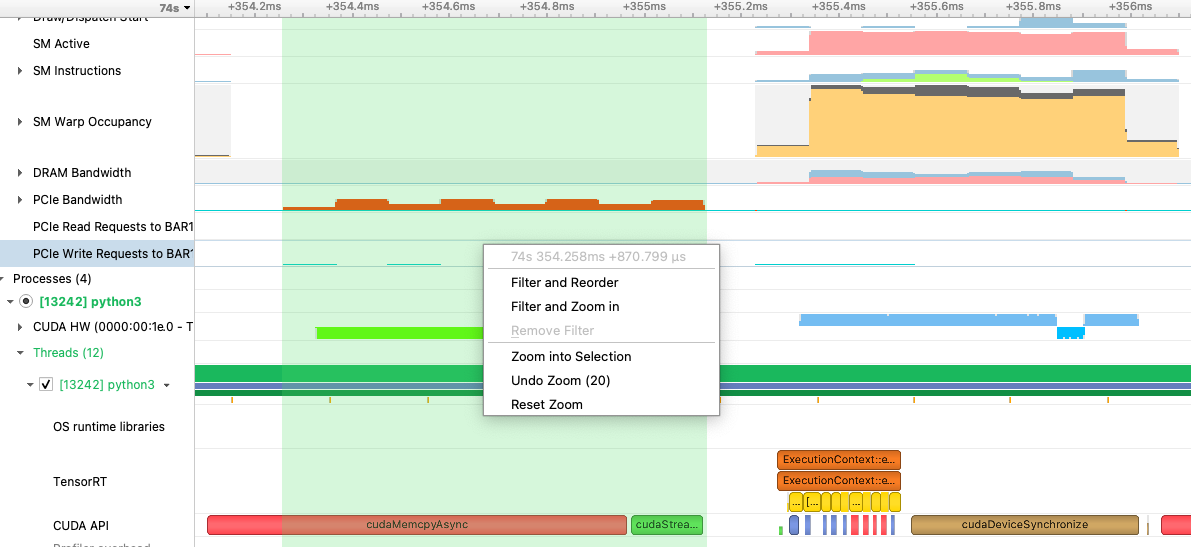 74s
+354.2ms +354.4ms +354.6ms +354.8ms +355ms +355.2ms +355.4ms +355.6ms +355.8ms +356ms
Draw/Dispatch Start
SM Active
SM Instructions
SM Warp Occupancy
DRAM Bandwidth
PCIe Bandwidth
PCIe Read Requests to BAR1
PCIe Write Requests to BAR1
74s 354.258ms +870.799 µs
Filter and Reorder
Filter and Zoom in
Remove Filter
Zoom into Selection
Undo Zoom (20)
Reset Zoom
Processes (4)
[13242] python3
CUDA HW (0000:00:1e.0 - T
Threads (12)
[13242] python3
OS runtime libraries
TensorRT
ExecutionContext::e...
ExecutionContext::e...
... [... ...
CUDA API
cudaMemcpyAsync cudaStrea... cudaDeviceSynchronize
Profiler overhead